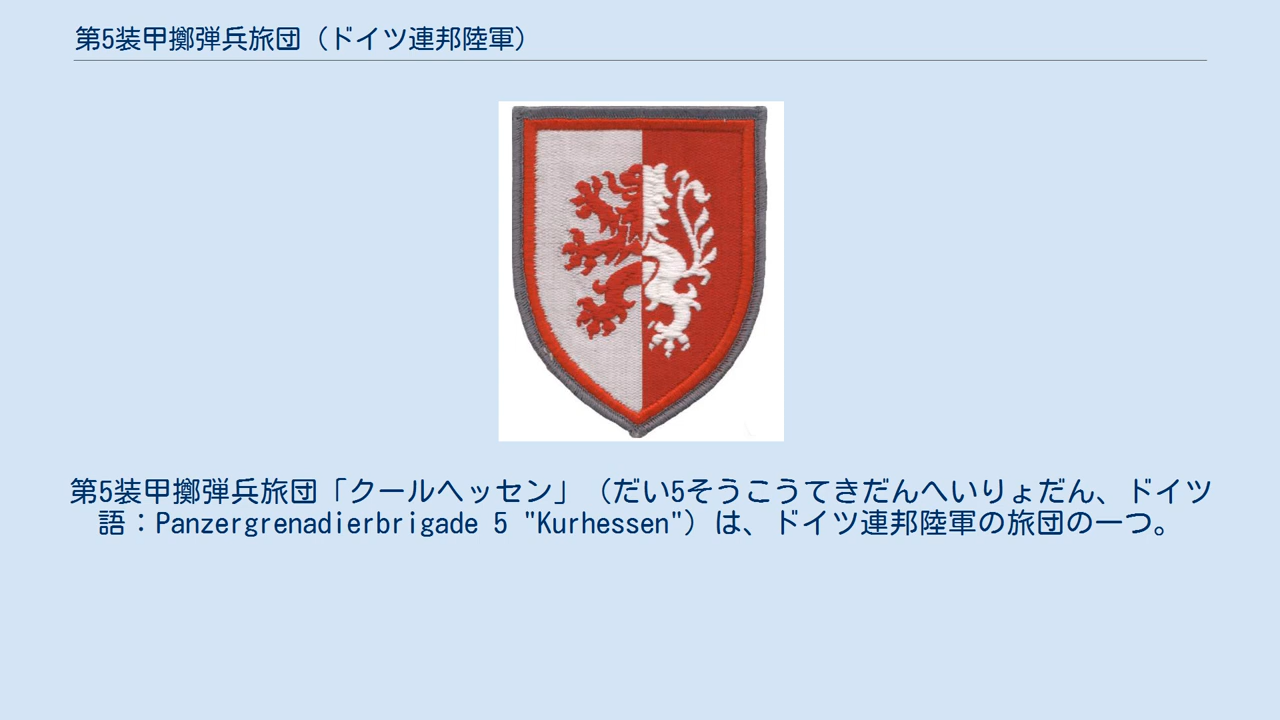 第5装甲擲弾兵旅団（ドイツ連邦陸軍）
第5装甲擲弾兵旅団「クールヘッセン」（だい5そうこうてきだんへいりょだん、ドイツ
語：Panzergrenadierbrigade 5 "Kurhessen"）は、ドイツ連邦陸軍の旅団の一つ。